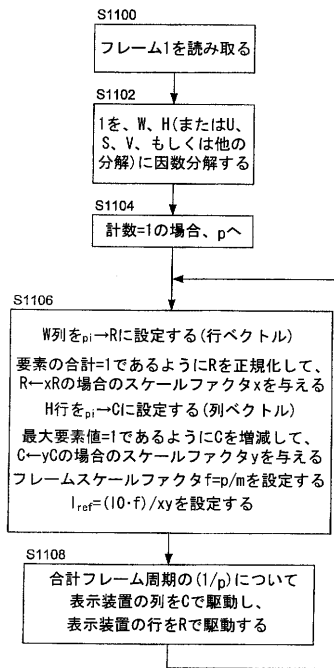 S1100
フレーム1を読み取る
S1102
1を、W、H(またはU、
S、V、もしくは他の
分解)に因数分解する
S1104
計数=1の場合、pへ
S1106
W列をpi→Rに設定する(行ベクトル)
要素の合計=1であるようにRを正規化して、
R←xRの場合のスケールファクタxを与える
H行をpi→Cに設定する(列ベクトル)
最大要素値=1であるようにCを増減して、
C←yCの場合のスケールファクタyを与える
フレームスケールファクタf=p/mを設定する
Iref=(I0·f)/xyを設定する
S1108
合計フレーム周期の(1/p)について
表示装置の列をCで駆動し、
表示装置の行をRで駆動する